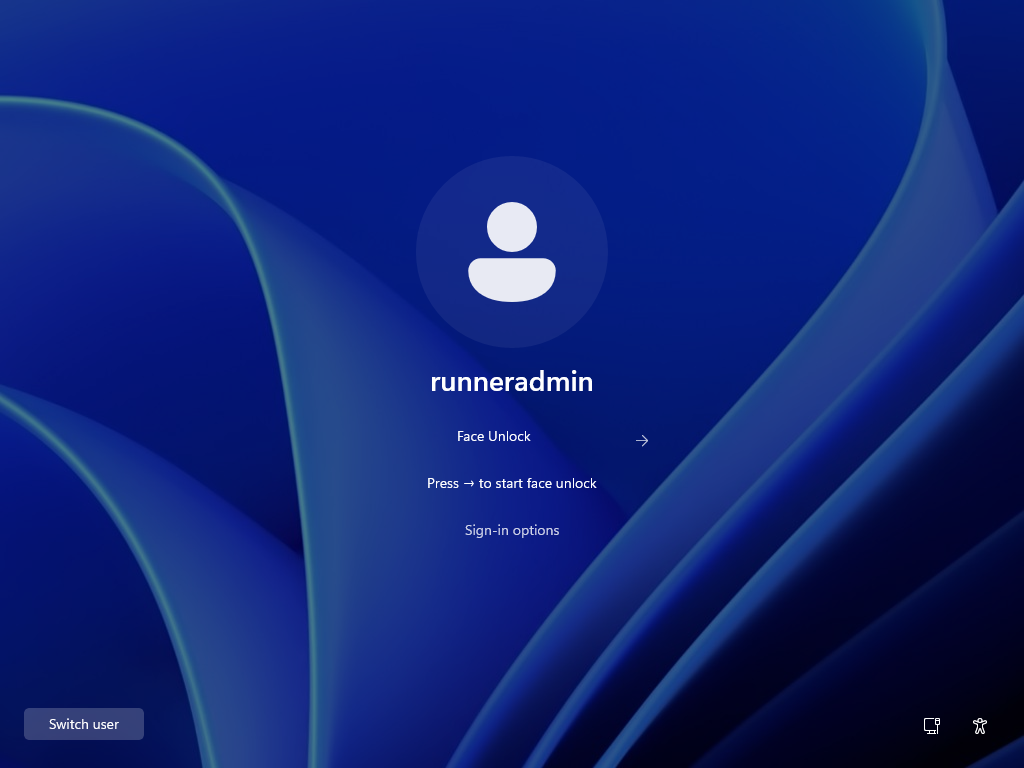 runneradmin
Face Unlock
Press → to start face unlock
Sign-in options
Switch user